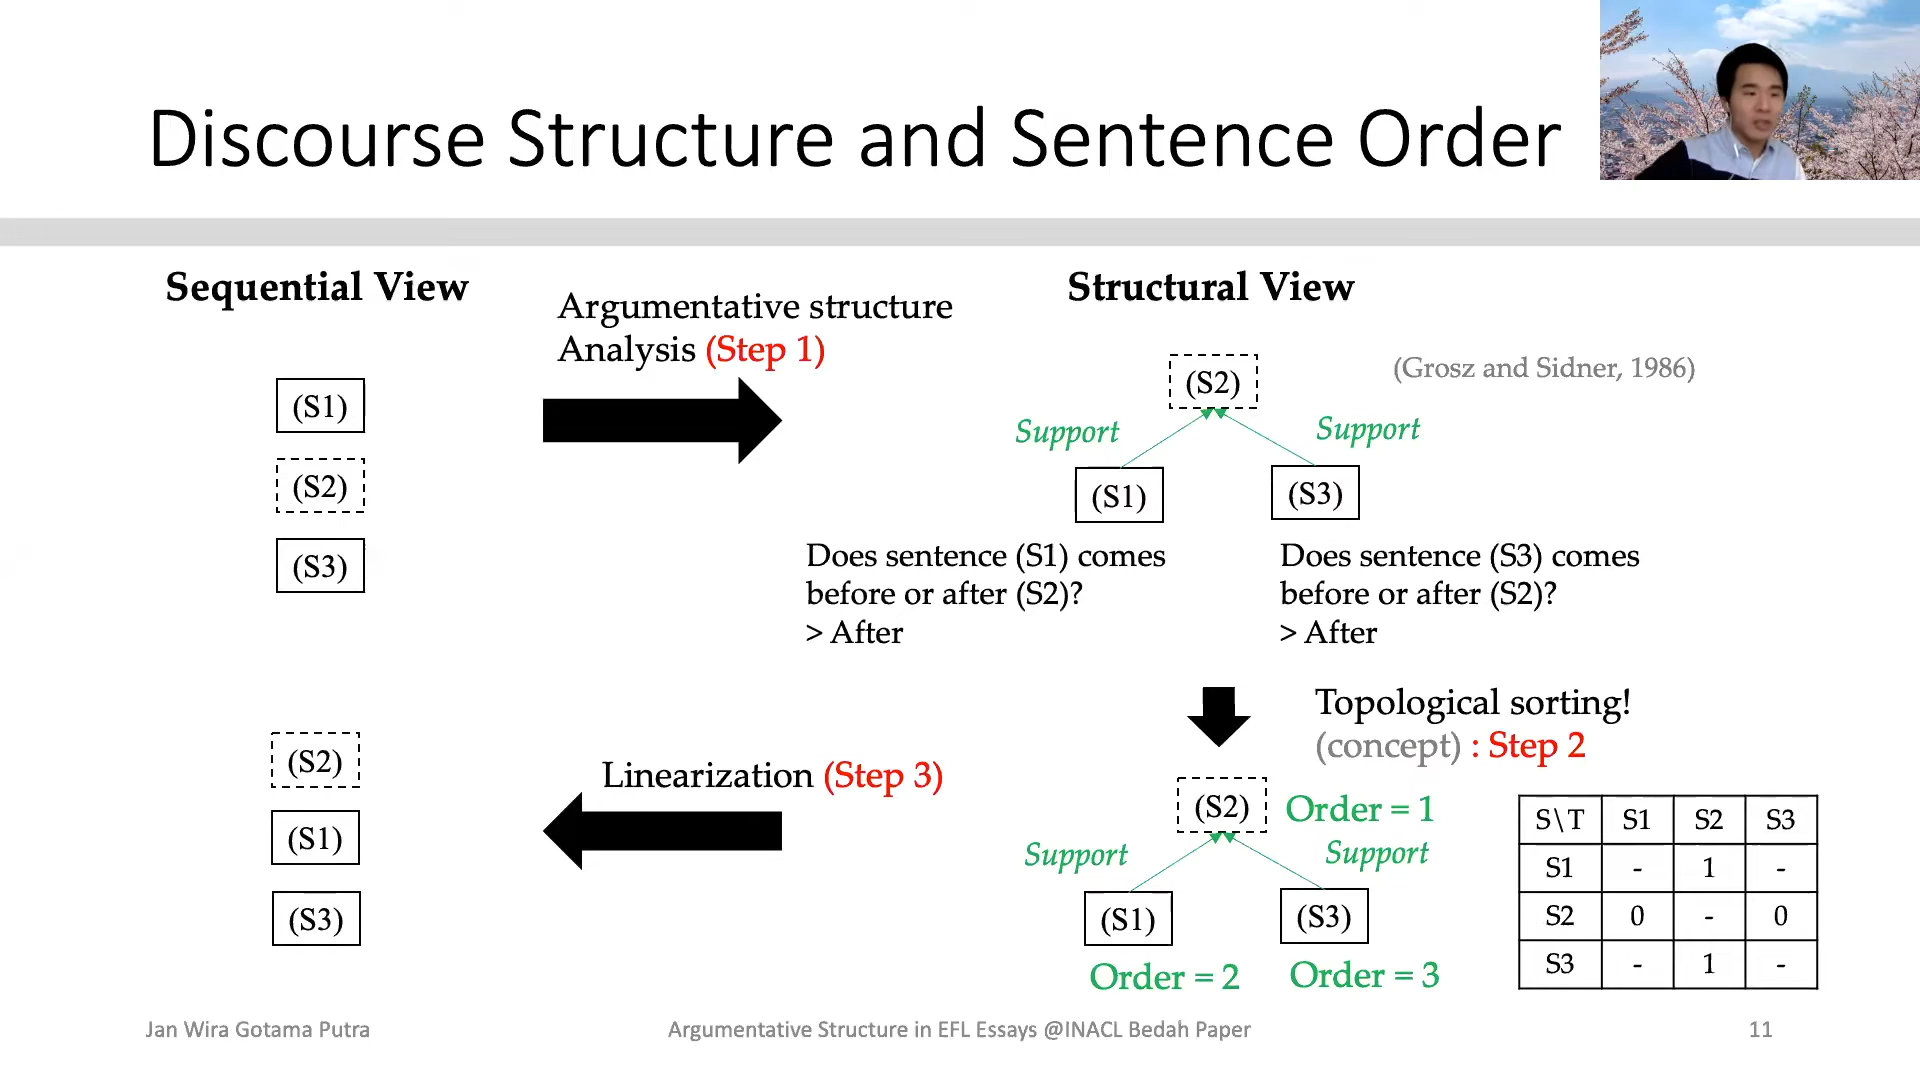 Discourse Structure and Sentence Order
Sequential View
Argumentative structure
Analysis (Step 1)
(S1)
(S2)
(S3)
Structural View
(Grosz and Sidner, 1986)
(S2)
Support
Support
(S1)
(S3)
Does sentence (S1) comes
before or after (S2)?
> After
Does sentence (S3) comes
before or after (S2)?
> After
Topological sorting!
(concept) : Step 2
(S2)
Order = 1
Support
Support
(S1)
(S3)
Order = 2
Order = 3
S\T S1 S2 S3
S1 - 1 -
S2 0 - 0
S3 - 1 -
Linearization (Step 3)
(S2)
(S1)
(S3)
Jan Wira Gotama Putra
Argumentative Structure in EFL Essays @INACL Bedah Paper
11